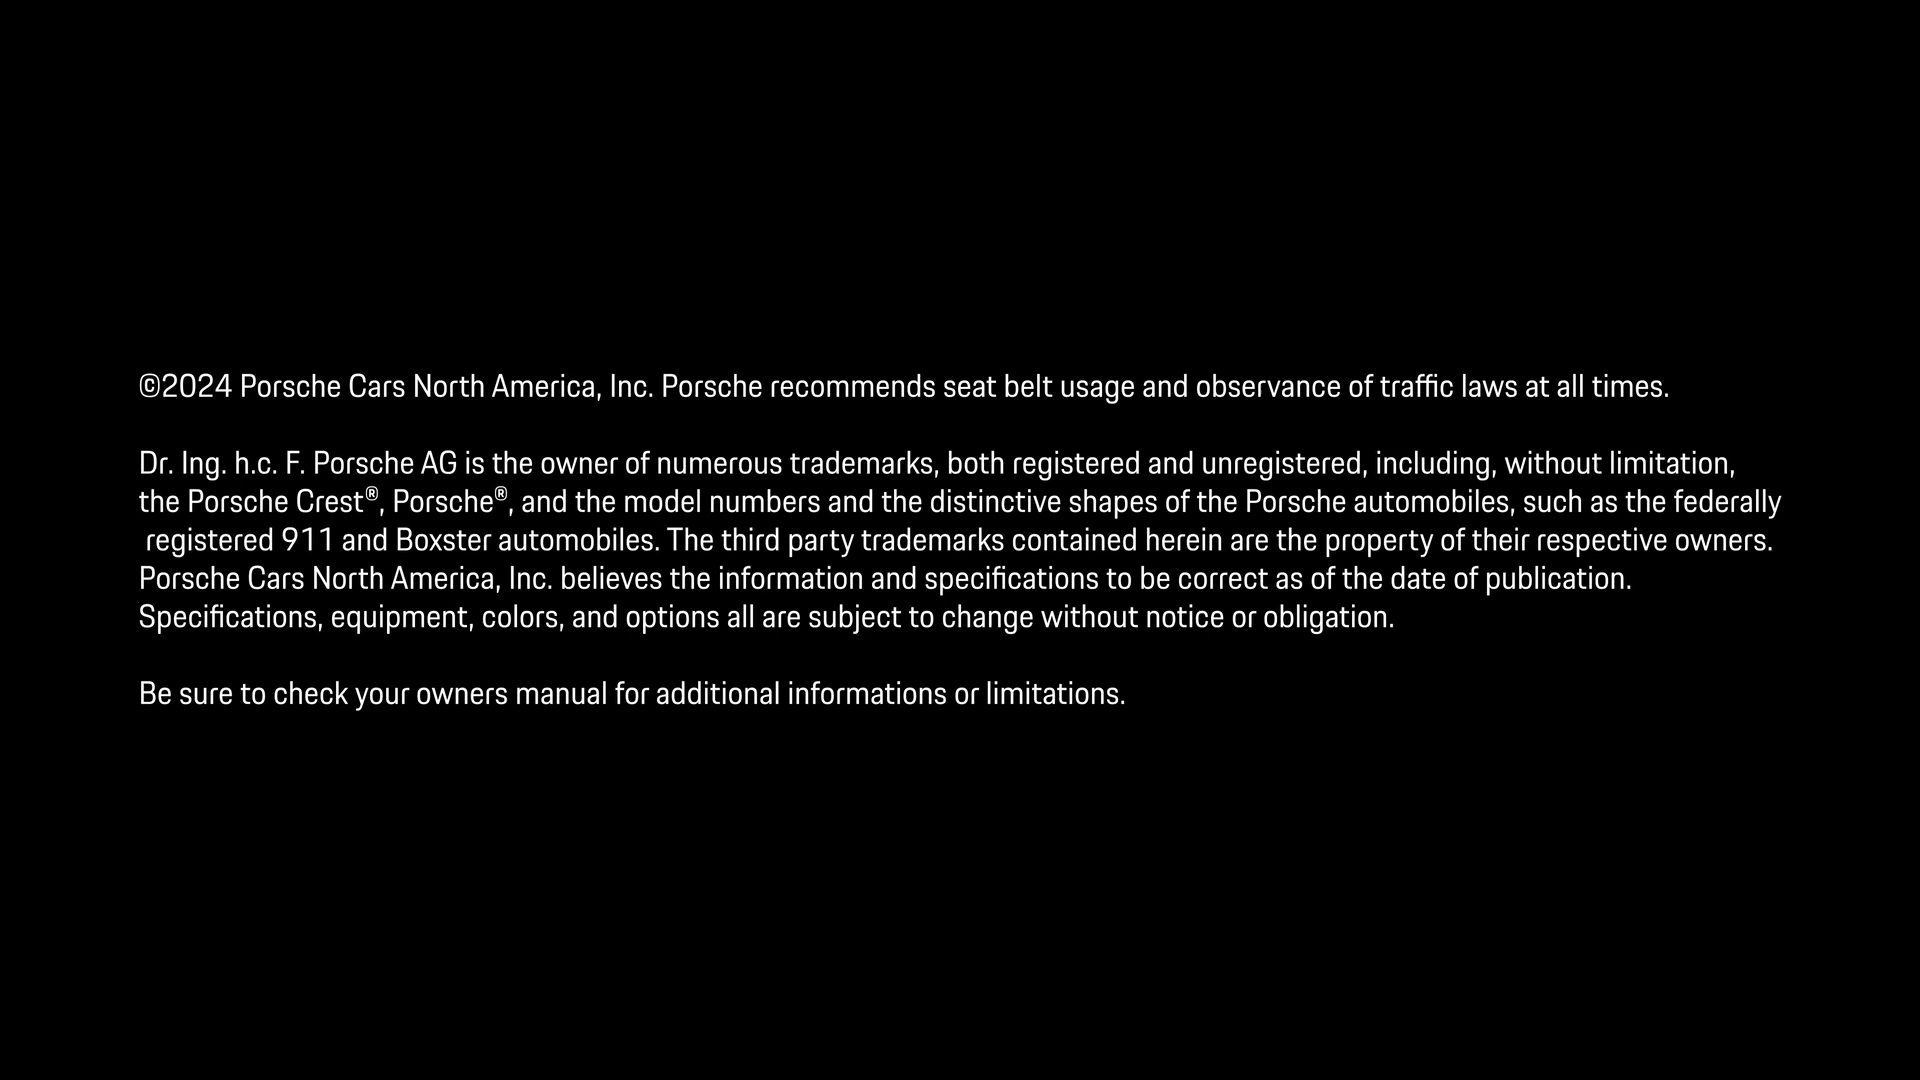 ©2024 Porsche Cars North America, Inc. Porsche recommends seat belt usage and observance of traffic laws at all times.
Dr. Ing. h.c. F. Porsche AG is the owner of numerous trademarks, both registered and unregistered, including, without limitation,
the Porsche Crest®, Porsche®, and the model numbers and the distinctive shapes of the Porsche automobiles, such as the federally
registered 911 and Boxster automobiles. The third party trademarks contained herein are the property of their respective owners.
Porsche Cars North America, Inc. believes the information and specifications to be correct as of the date of publication.
Specifications, equipment, colors, and options all are subject to change without notice or obligation.
Be sure to check your owners manual for additional informations or limitations.